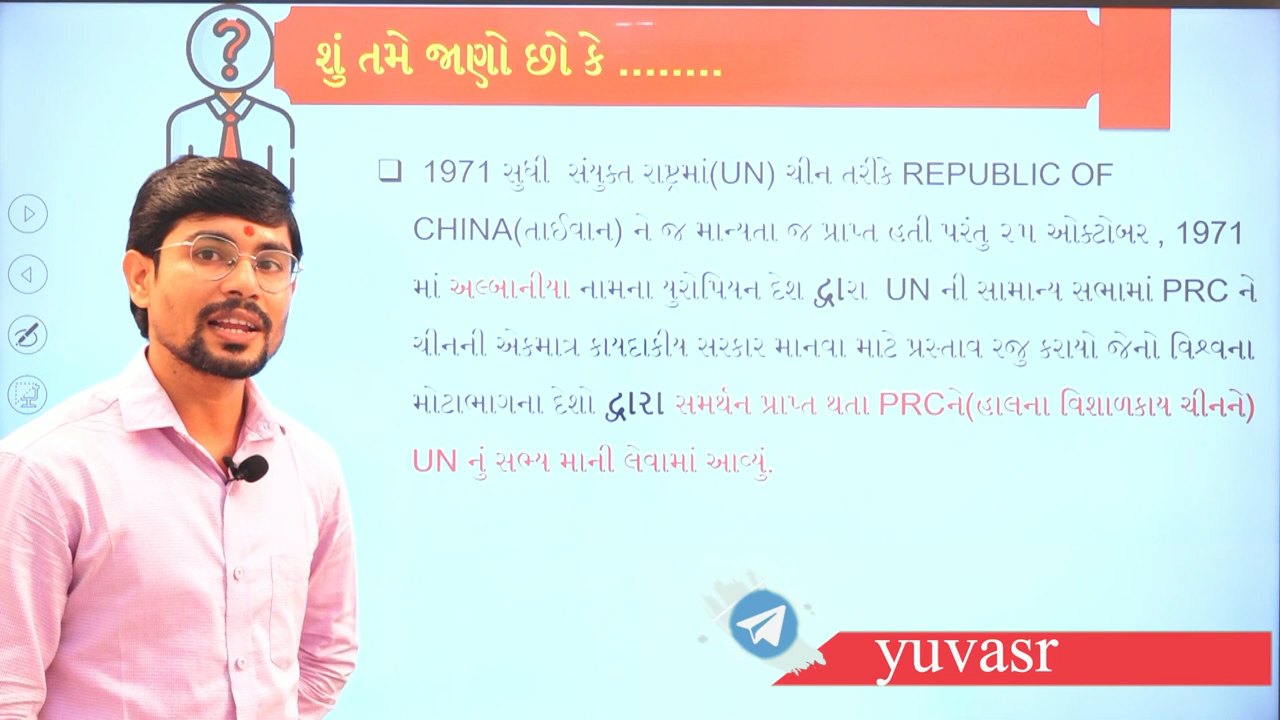 શું તમે જાણો છો કે ........
❑ 1971 સુધી સંયુક્ત રાષ્ટ્રમાં(UN) ચીન તરીકે REPUBLIC OF
CHINA(તાઈવાન) ને જ માન્યતા જ પ્રાપ્ત હતી પરંતુ ૨૫ ઓક્ટોબર , 1971
માં અલ્બાનીયા નામના યુરોપિયન દેશ દ્વારા UN ની સામાન્ય સભામાં PRC ને
ચીનની એકમાત્ર કાયદાકીય સરકાર માનવા માટે પ્રસ્તાવ રજુ કરાયો જેનો વિશ્વના
મોટાભાગના દેશો દ્વારા સમર્થન પ્રાપ્ત થતા PRCને(હાલના વિશાળકાય ચીનને)
UN નું સભ્ય માની લેવામાં આવ્યું.
yuvasr